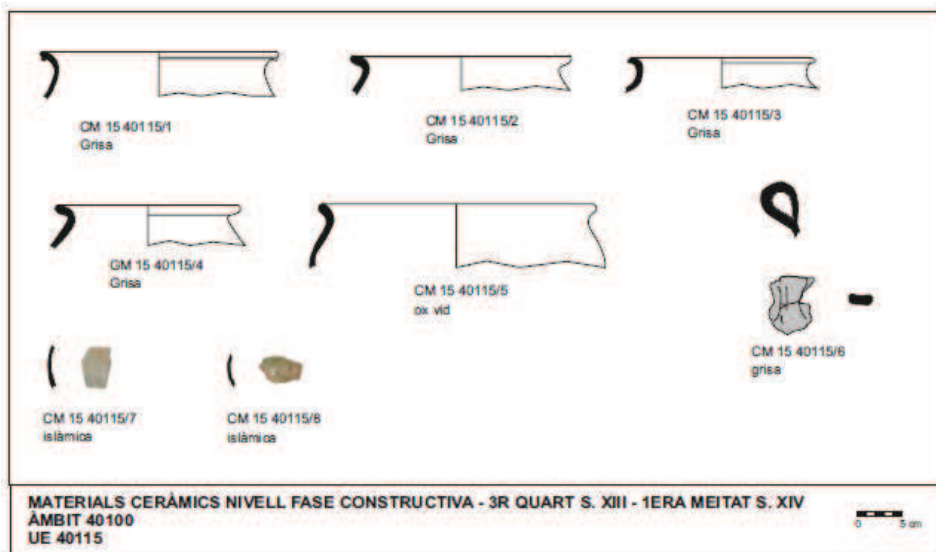 CM 15 40115/1
Grisa
CM 15 40115/2
Grisa
CM 15 40115/3
Grisa
GM 15 40115/4
Grisa
CM 15 40115/5
ox vid
CM 15 40115/6
grisa
CM 15 40115/7
islàmica
CM 15 40115/8
islàmica
MATERIALS CERÀMICS NIVELL FASE CONSTRUCTIVA - 3R QUART S. XIII - 1ERA MEITAT S. XIV
ÀMBIT 40100
UE 40115
0 5 cm